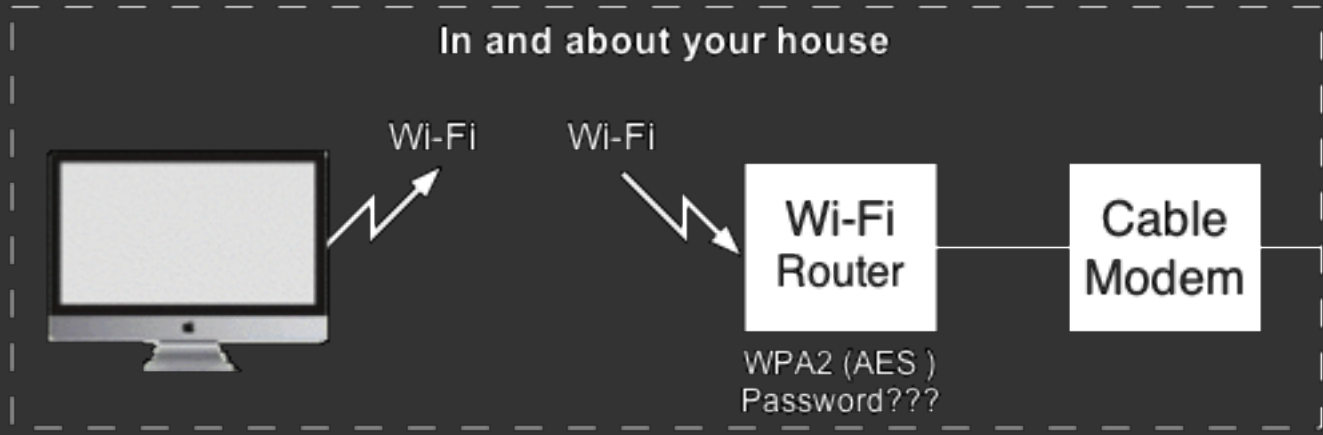 In and about your house
Wi-Fi
Wi-Fi
Wi-Fi
Router
WPA2 (AES )
Password???
Cable
Modem